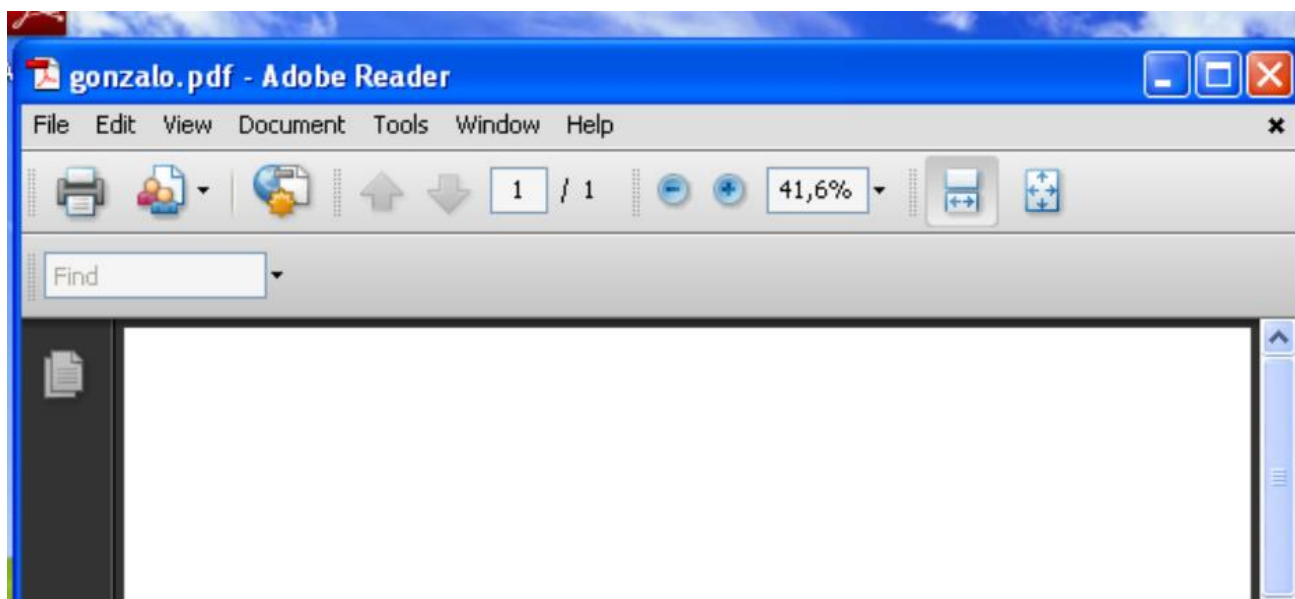 gonzalo.pdf - Adobe Reader
File Edit View Document Tools Window Help
1 / 1 41,6%
Find